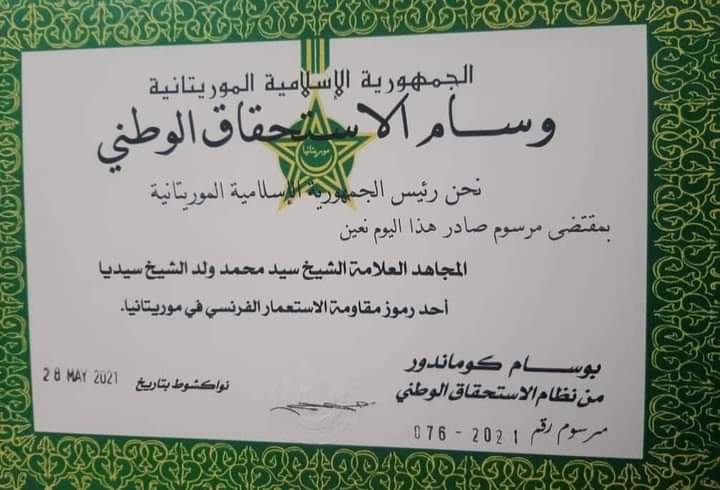 الجمهورية الإسلامية الموريتانية
وسام الاستحقاق الوطني
موريتانيا
نحن رئيس الجمهورية الإسلامية الموريتانية
بمقتضى مرسوم صادر هذا اليوم نعين
المجاهد العلامة الشيخ سيد محمد ولد الشيخ سيديا
أحد رموز مقاومة الاستعمار الفرنسي في موريتانيا.
بوسام كوماندور
من نظام الاستحقاق الوطني
نواكشوط بتاريخ 28 MAY 2021
مرسوم رقم 076 - 2021